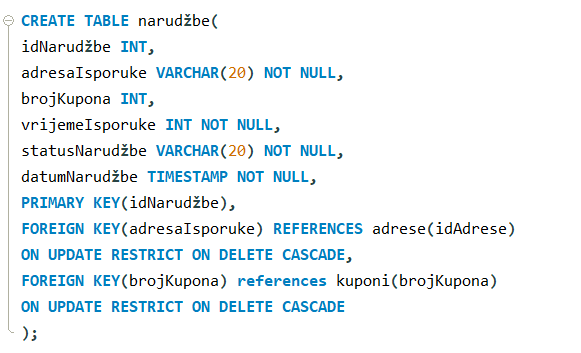 CREATE TABLE narudžbe(
idNarudžbe INT,
adresaIsporuke VARCHAR(20) NOT NULL,
brojKupona INT,
vrijemeIsporuke INT NOT NULL,
statusNarudžbe VARCHAR(20) NOT NULL,
datumNarudžbe TIMESTAMP NOT NULL,
PRIMARY KEY(idNarudžbe),
FOREIGN KEY(adresaIsporuke) REFERENCES adrese(idAdrese)
ON UPDATE RESTRICT ON DELETE CASCADE,
FOREIGN KEY(brojKupona) references kuponi(brojKupona)
ON UPDATE RESTRICT ON DELETE CASCADE
);